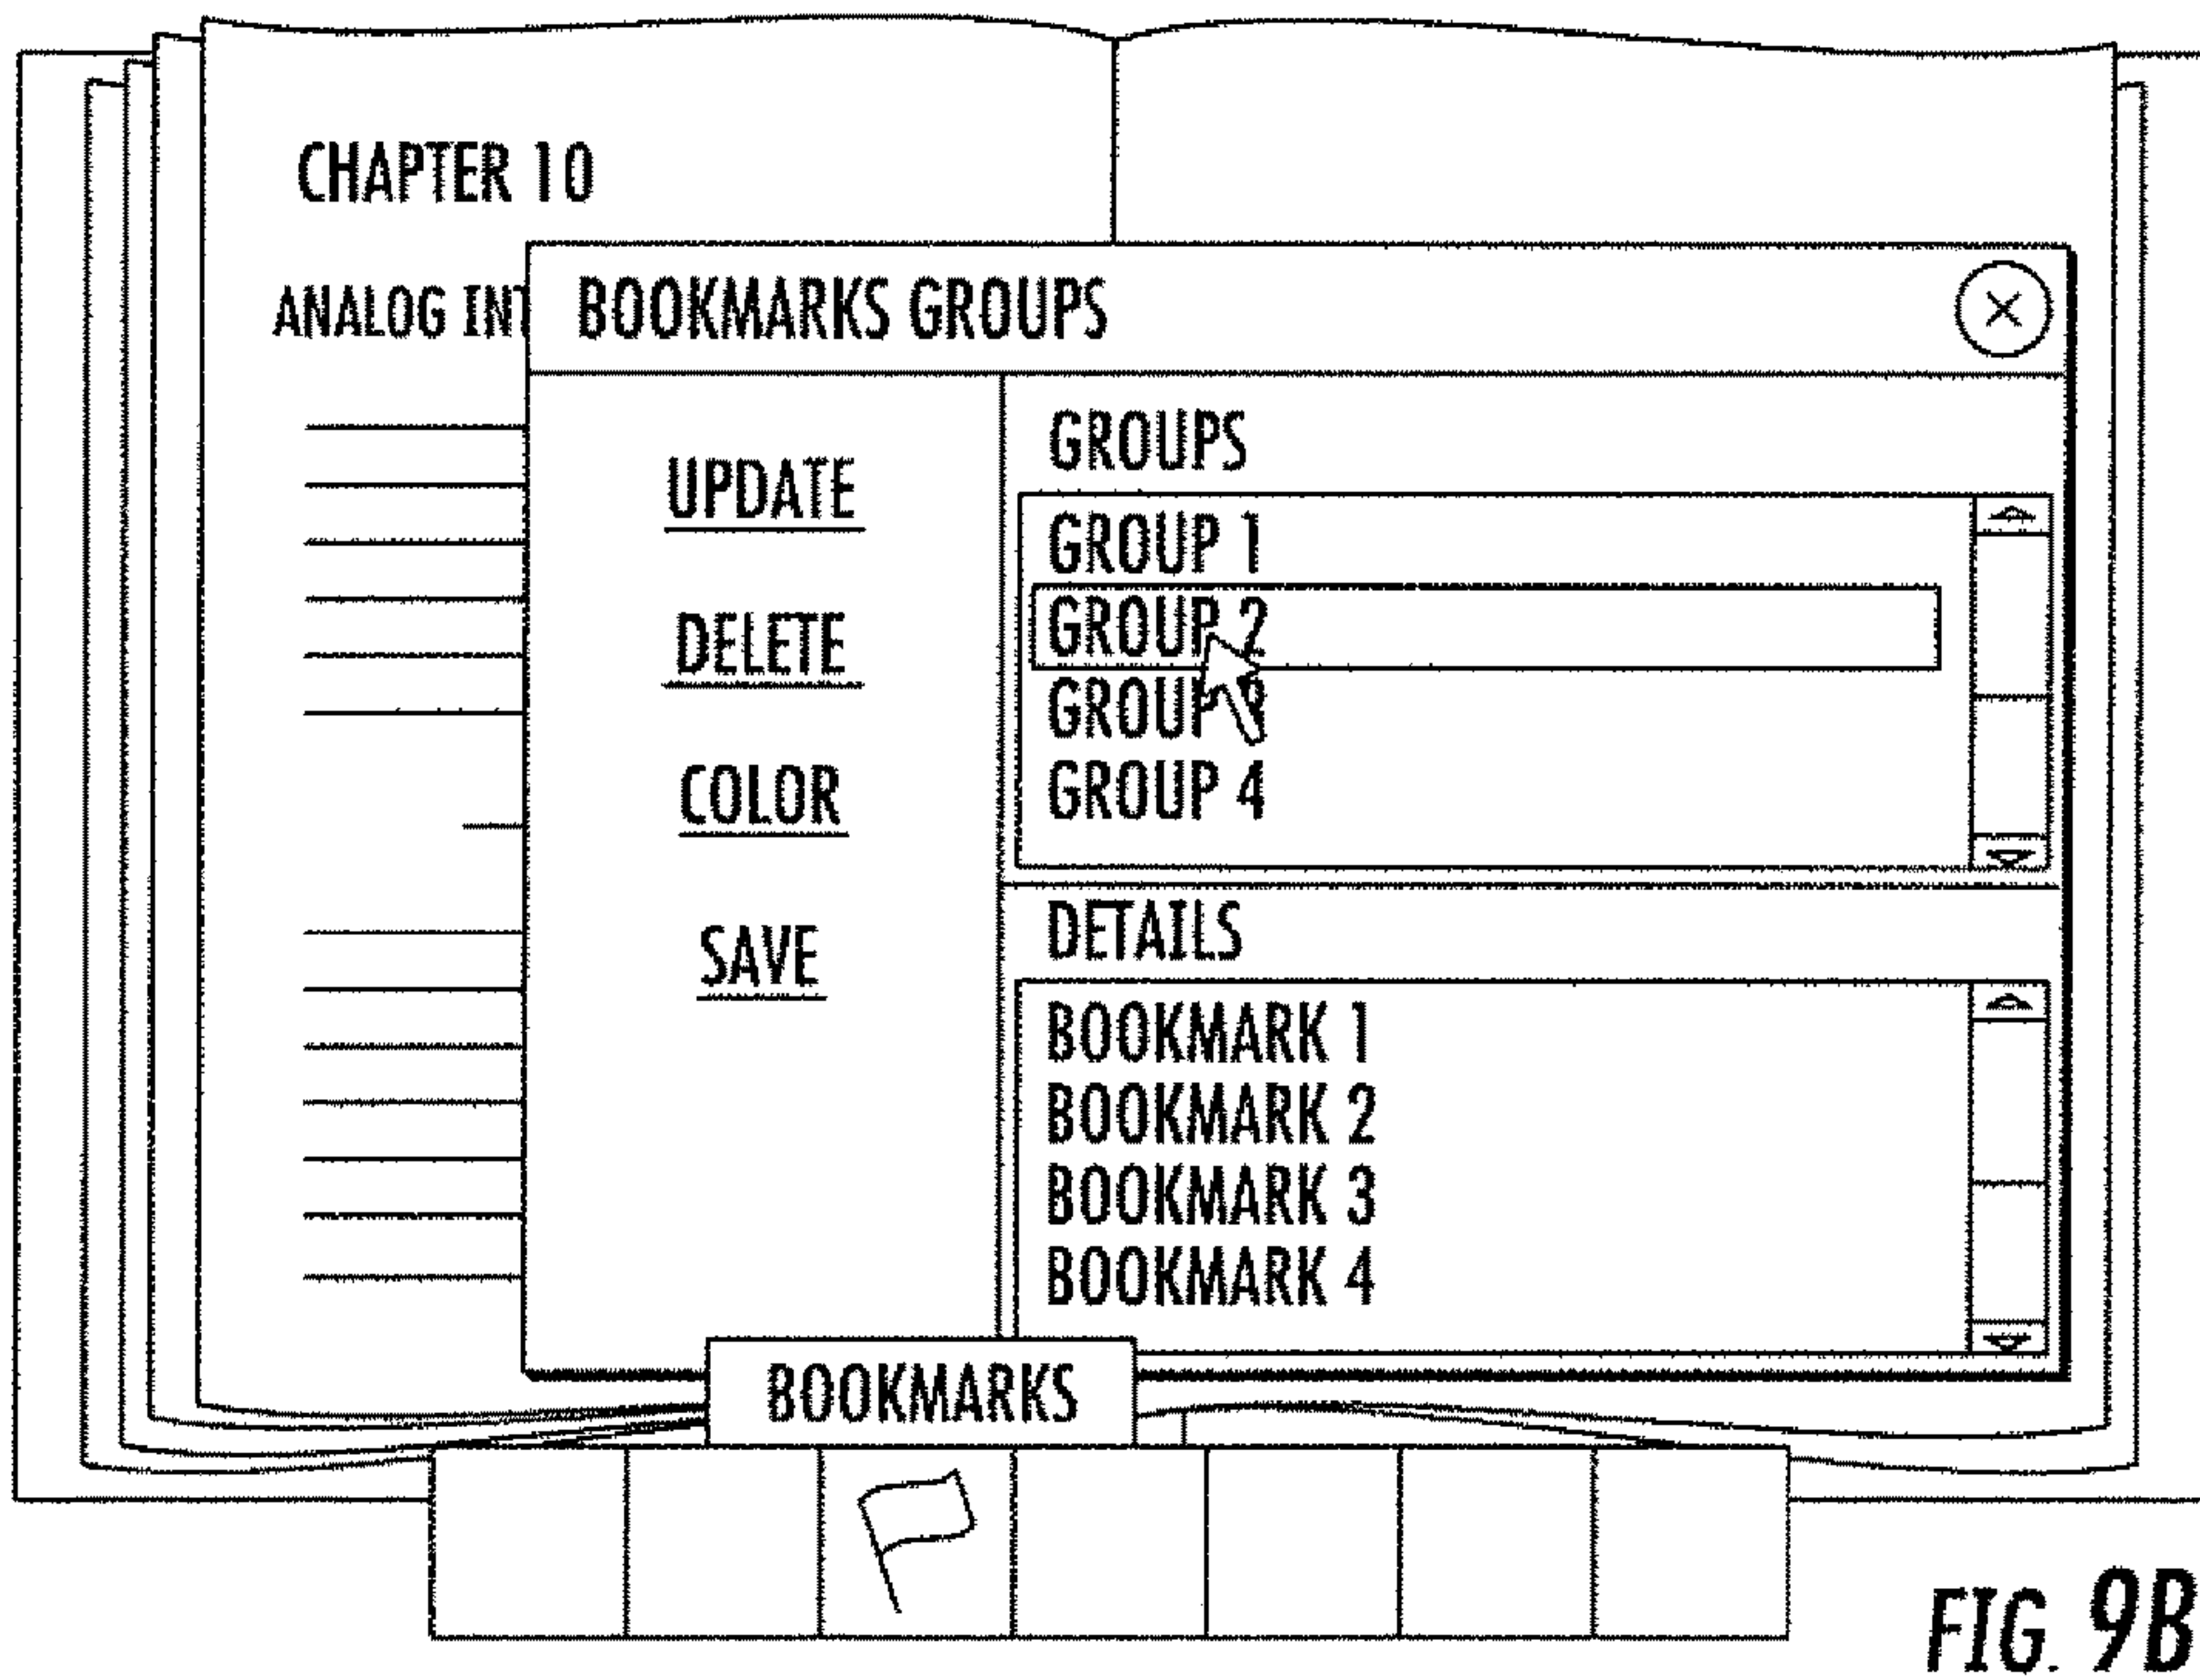 CHAPTER 10
ANALOG INT
BOOKMARKS GROUPS
UPDATE
DELETE
COLOR
SAVE
GROUPS
GROUP 1
GROUP 2
GROUP
GROUP 4
DETAILS
BOOKMARK 1
BOOKMARK 2
BOOKMARK 3
BOOKMARK 4
BOOKMARKS
FIG. 9B